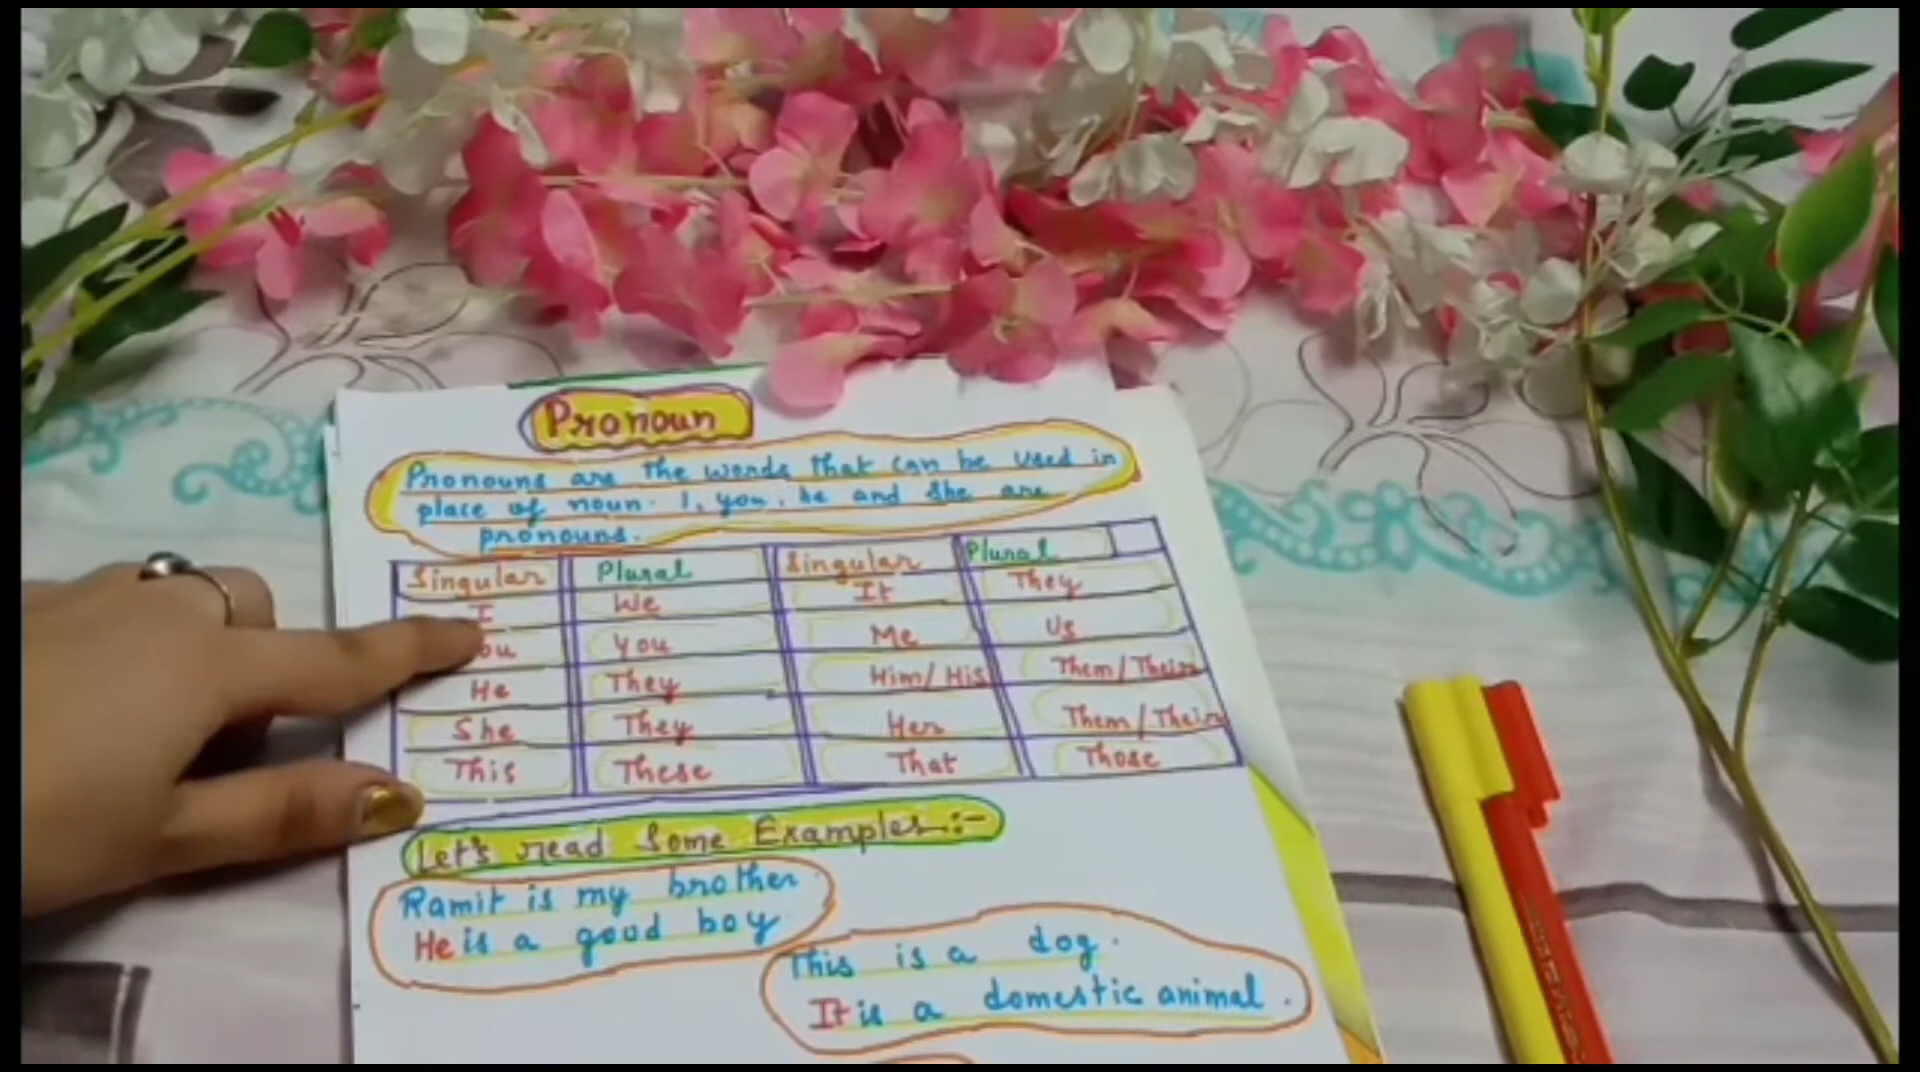 Pronoun
Pronouns are the words that can be used in
place of noun. I, you, he and she are
pronouns.
Singular Plural Singular Plural
I We It They
You You Me Us
He They Him/His Them/Their
She They Her Them/Their
This These That Those
Let's read Some Examples:-
Ramit is my brother.
He is a good boy
This is a dog.
It is a domestic animal.